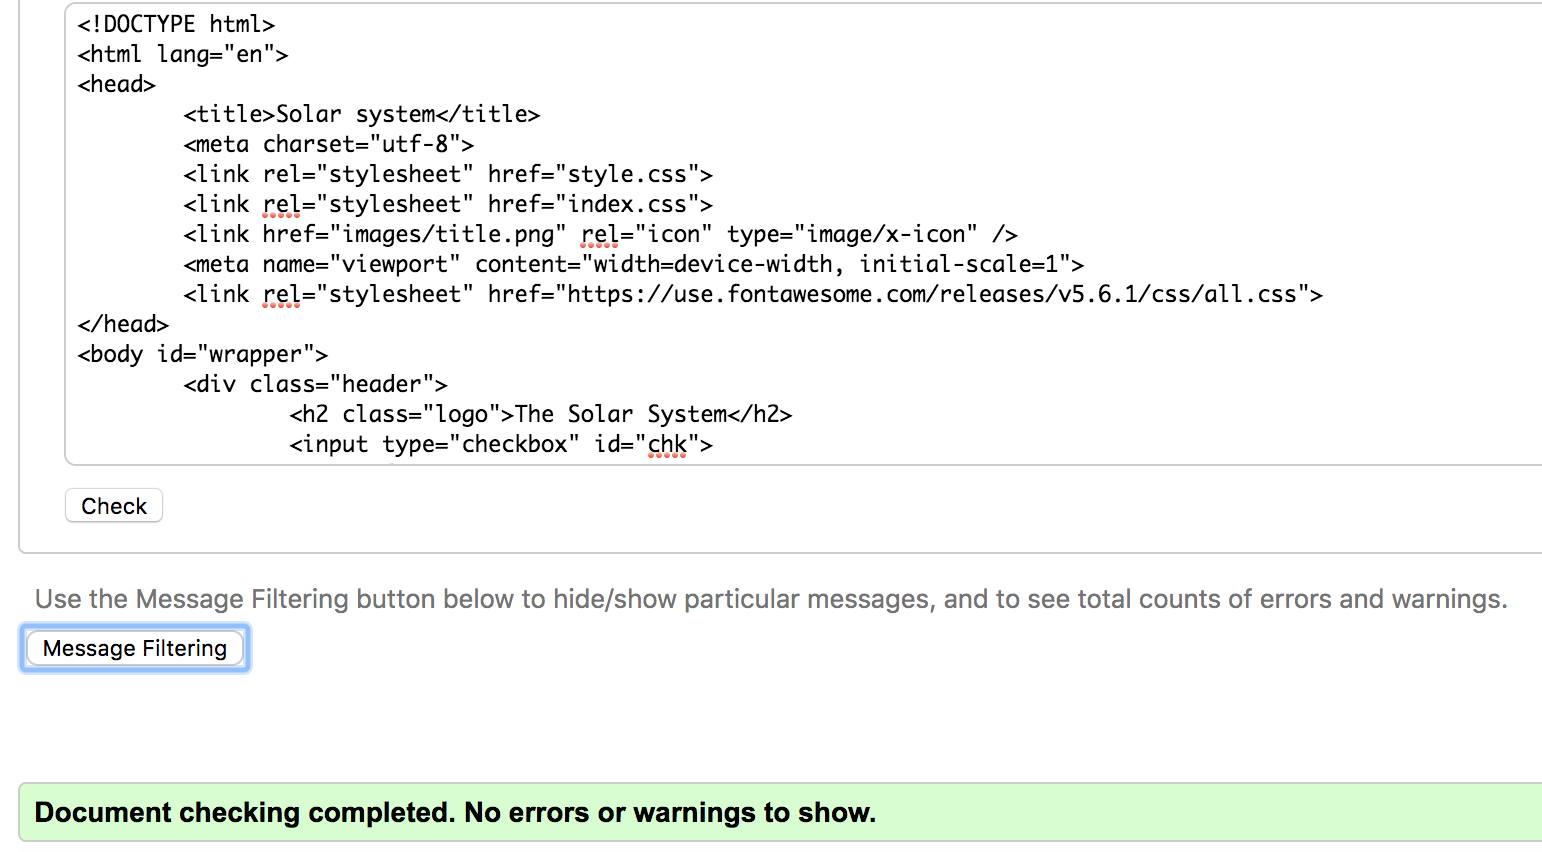 <!DOCTYPE html>
<html lang="en">
<head>
        <title>Solar system</title>
        <meta charset="utf-8">
        <link rel="stylesheet" href="style.css">
        <link rel="stylesheet" href="index.css">
        <link href="images/title.png" rel="icon" type="image/x-icon" />
        <meta name="viewport" content="width=device-width, initial-scale=1">
        <link rel="stylesheet" href="https://use.fontawesome.com/releases/v5.6.1/css/all.css">
</head>
<body id="wrapper">
        <div class="header">
                <h2 class="logo">The Solar System</h2>
                <input type="checkbox" id="chk">
Check
Use the Message Filtering button below to hide/show particular messages, and to see total counts of errors and warnings.
Message Filtering
Document checking completed. No errors or warnings to show.